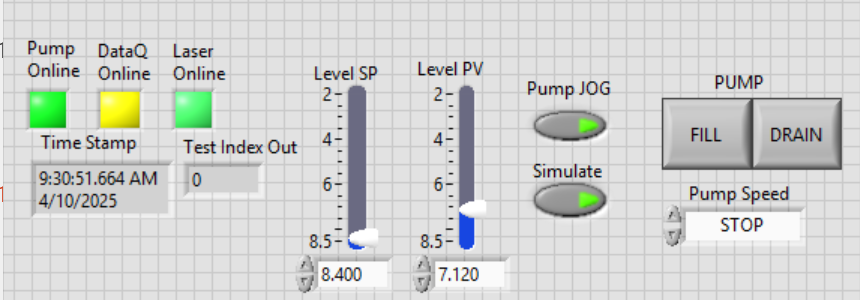 Pump
Online
DataQ
Online
Laser
Online
Time Stamp
9:30:51.664 AM
4/10/2025
Test Index Out
0
Level SP
2
4
6
8.5
8.400
Level PV
2
4
6
8.5
7.120
Pump JOG
Simulate
PUMP
FILL
DRAIN
Pump Speed
STOP